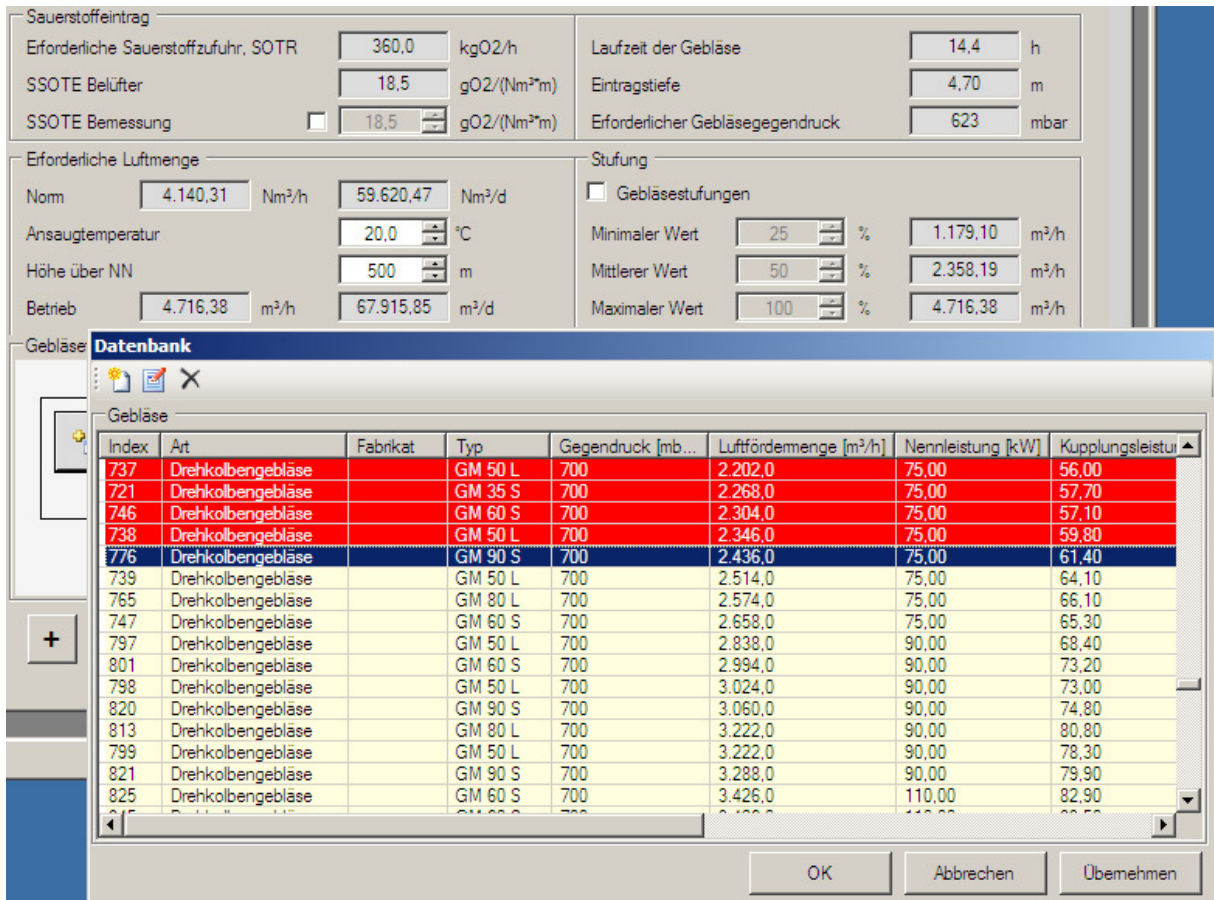 Sauerstoffeintrag
Erforderliche Sauerstoffzufuhr, SOTR 360,0 kgO2/h Laufzeit der Gebläse 14,4 h
SSOTE Belüfter 18,5 gO2/(Nm³*m) Eintragstiefe 4,70 m
SSOTE Bemessung 18,5 gO2/(Nm³*m) Erforderlicher Gebläsegegendruck 623 mbar
Erforderliche Luftmenge Stufung
Norm 4.140,31 Nm³/h 59.620,47 Nm³/d Gebläsestufungen
Ansaugtemperatur 20,0 °C Minimaler Wert 25 % 1.179,10 m³/h
Höhe über NN 500 m Mittlerer Wert 50 % 2.358,19 m³/h
Betrieb 4.716,38 m³/h 67.915,85 m³/d Maximaler Wert 100 % 4.716,38 m³/h
Gebläse
Datenbank
Gebläse
Index Art Fabrikat Typ Gegendruck [mb... Luftfördermenge [m³/h] Nennleistung [kW] Kupplungsleistu
737 Drehkolbengebläse GM 50 L 700 2.202,0 75,00 56,00
721 Drehkolbengebläse GM 35 S 700 2.268,0 75,00 57,70
746 Drehkolbengebläse GM 60 S 700 2.304,0 75,00 57,10
738 Drehkolbengebläse GM 50 L 700 2.346,0 75,00 59,80
776 Drehkolbengebläse GM 90 S 700 2.436,0 75,00 61,40
739 Drehkolbengebläse GM 50 L 700 2.514,0 75,00 64,10
765 Drehkolbengebläse GM 80 L 700 2.574,0 75,00 66,10
747 Drehkolbengebläse GM 60 S 700 2.658,0 75,00 65,30
797 Drehkolbengebläse GM 50 L 700 2.838,0 90,00 68,40
801 Drehkolbengebläse GM 60 S 700 2.994,0 90,00 73,20
798 Drehkolbengebläse GM 50 L 700 3.024,0 90,00 73,00
820 Drehkolbengebläse GM 90 S 700 3.060,0 90,00 74,80
813 Drehkolbengebläse GM 80 L 700 3.222,0 90,00 80,80
799 Drehkolbengebläse GM 50 L 700 3.222,0 90,00 78,30
821 Drehkolbengebläse GM 90 S 700 3.288,0 90,00 79,90
825 Drehkolbengebläse GM 60 S 700 3.426,0 110,00 82,90
+
OK Abbrechen Übernehmen